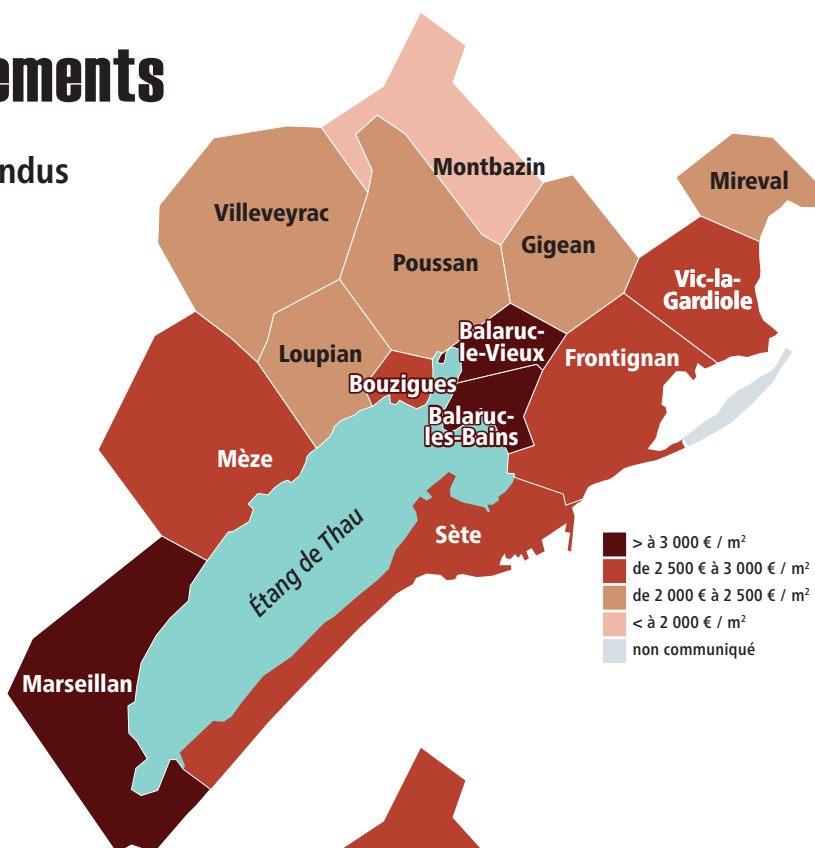 ements
ndus
Montbazin
Mireval
Villeveyrac
Gigean
Poussan
Vic-la-
Gardiole
Balaruc-
le-Vieux
Loupian
Frontignan
Bouzigues
Balaruc-
les-Bains
Mèze
Sète
Étang de Thau
Marseillan
> à 3 000 € / m²
de 2 500 € à 3 000 € / m²
de 2 000 € à 2 500 € / m²
< à 2 000 € / m²
non communiqué